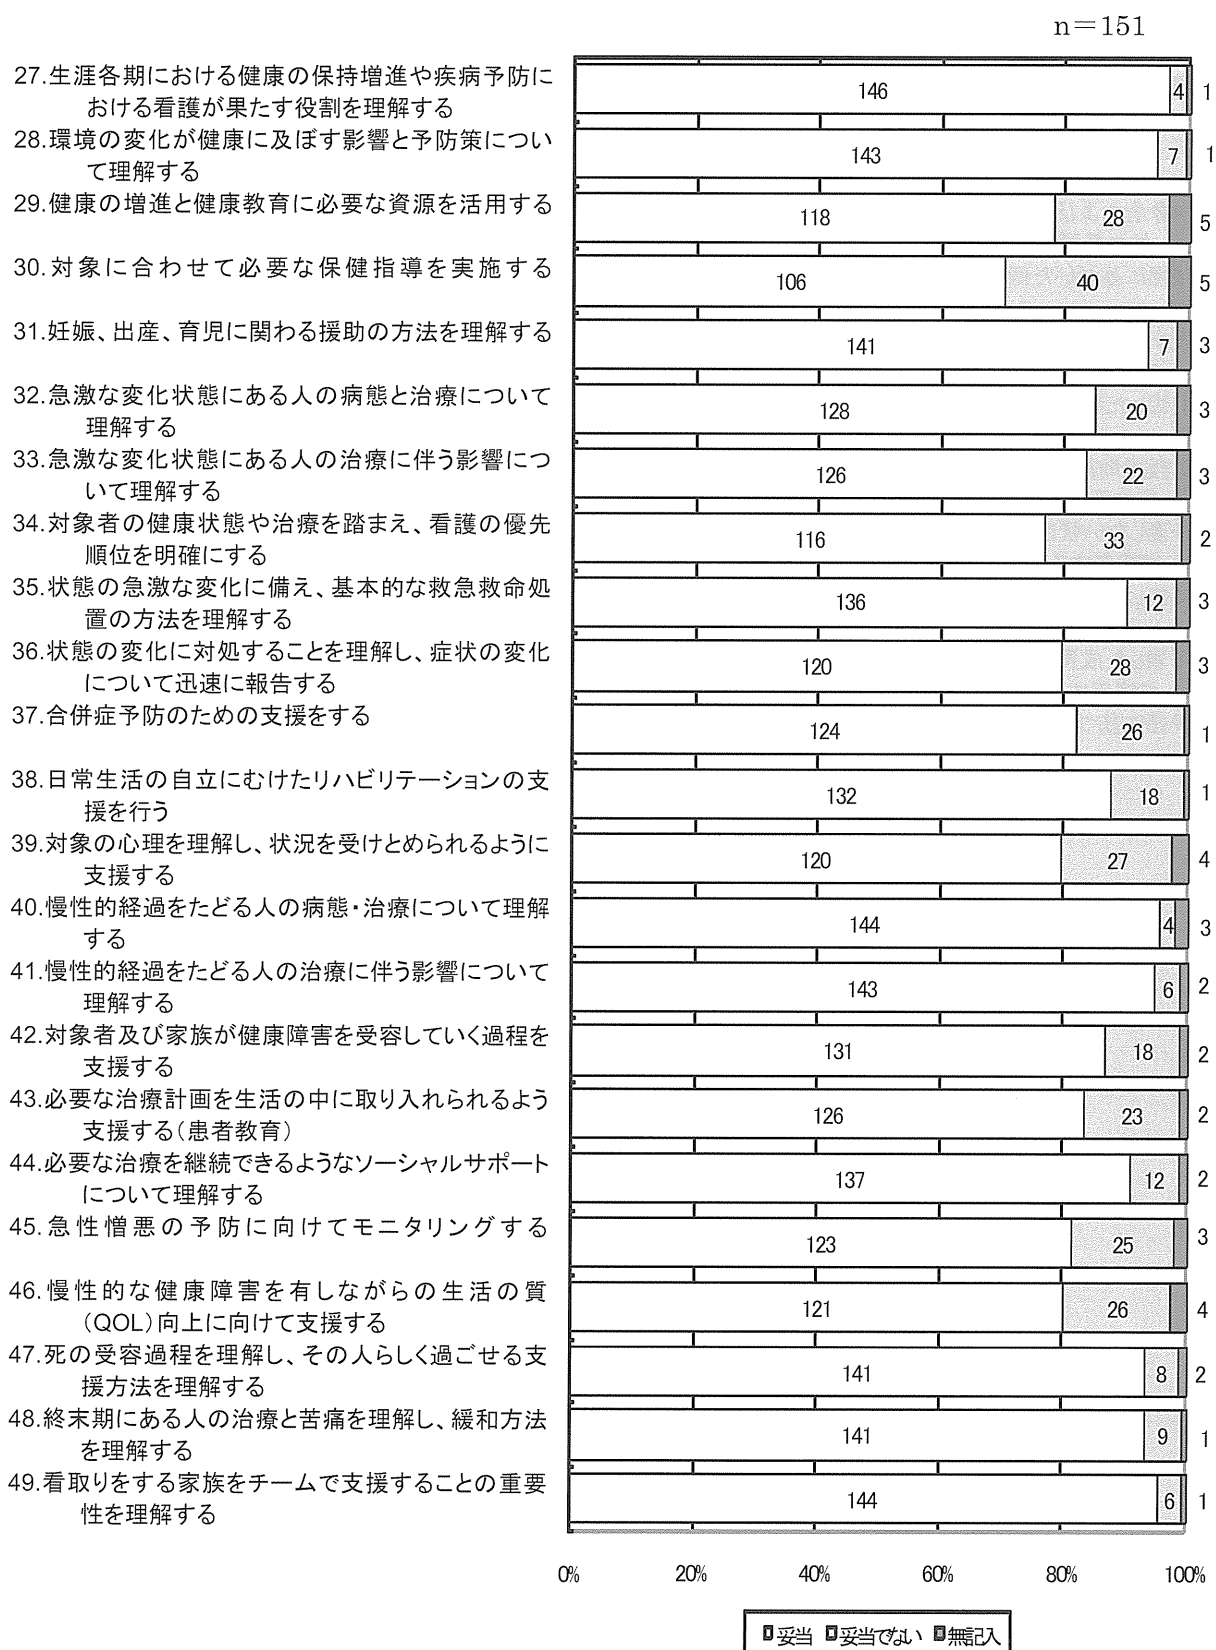 n=151
27.生涯各期における健康の保持増進や疾病予防に
おける看護が果たす役割を理解する
146 4 1
28.環境の変化が健康に及ぼす影響と予防策につい
て理解する
143 7 1
29.健康の増進と健康教育に必要な資源を活用する
118 28 5
30.対象に合わせて必要な保健指導を実施する
106 40 5
31.妊娠、出産、育児に関わる援助の方法を理解する
141 7 3
32.急激な変化状態にある人の病態と治療について
理解する
128 20 3
33.急激な変化状態にある人の治療に伴う影響につ
いて理解する
126 22 3
34.対象者の健康状態や治療を踏まえ、看護の優先
順位を明確にする
116 33 2
35.状態の急激な変化に備え、基本的な救急救命処
置の方法を理解する
136 12 3
36.状態の変化に対処することを理解し、症状の変化
について迅速に報告する
120 28 3
37.合併症予防のための支援をする
124 26 1
38.日常生活の自立にむけたリハビリテーションの支
援を行う
132 18 1
39.対象の心理を理解し、状況を受けとめられるように
支援する
120 27 4
40.慢性的経過をたどる人の病態・治療について理解
する
144 4 3
41.慢性的経過をたどる人の治療に伴う影響について
理解する
143 6 2
42.対象者及び家族が健康障害を受容していく過程を
支援する
131 18 2
43.必要な治療計画を生活の中に取り入れられるよう
支援する(患者教育)
126 23 2
44.必要な治療を継続できるようなソーシャルサポート
について理解する
137 12 2
45.急性憎悪の予防に向けてモニタリングする
123 25 3
46.慢性的な健康障害を有しながらの生活の質
(QOL)向上に向けて支援する
121 26 4
47.死の受容過程を理解し、その人らしく過ごせる支
援方法を理解する
141 8 2
48.終末期にある人の治療と苦痛を理解し、緩和方法
を理解する
141 9 1
49.看取りをする家族をチームで支援することの重要
性を理解する
144 6 1
0% 20% 40% 60% 80% 100%
妥当 妥当でない 無記入